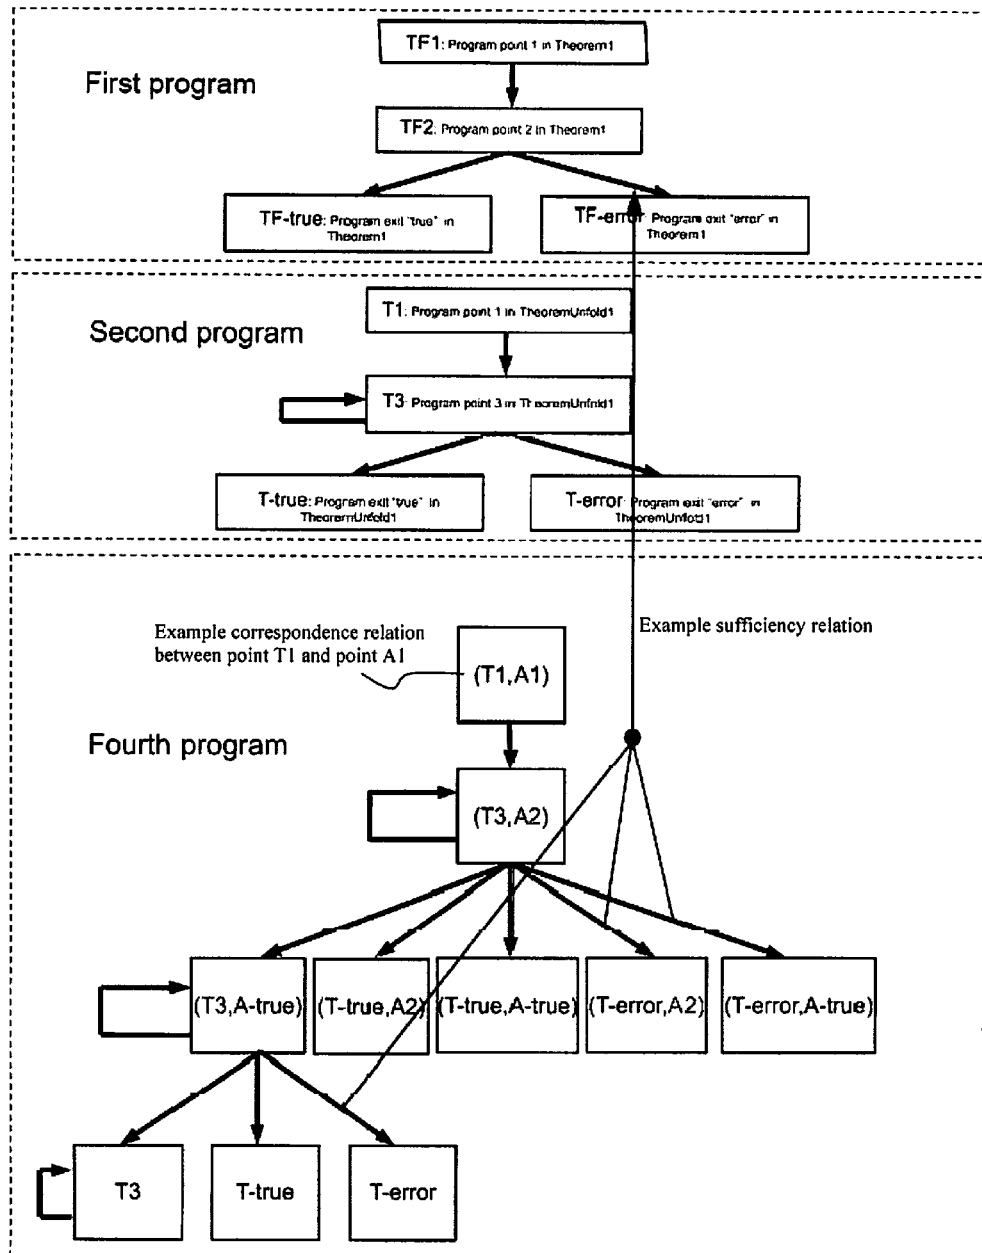 TF1: Program point 1 in Theorem1
First program
TF2: Program point 2 in Theorem1
TF-true: Program exit "true" in
Theorem1
TF-error: Program exit "error" in
Theorem1
T1: Program point 1 in TheoremUnfold1
Second program
T3: Program point 3 in TheoremUnfold1
T-true: Program exit "true" in
TheoremUnfold1
T-error: Program exit "error" in
TheoremUnfold1
Example correspondence relation
between point T1 and point A1
Example sufficiency relation
(T1,A1)
Fourth program
(T3,A2)
(T3,A-true)
(T-true,A2)
(T-true,A-true)
(T-error,A2)
(T-error,A-true)
T3
T-true
T-error